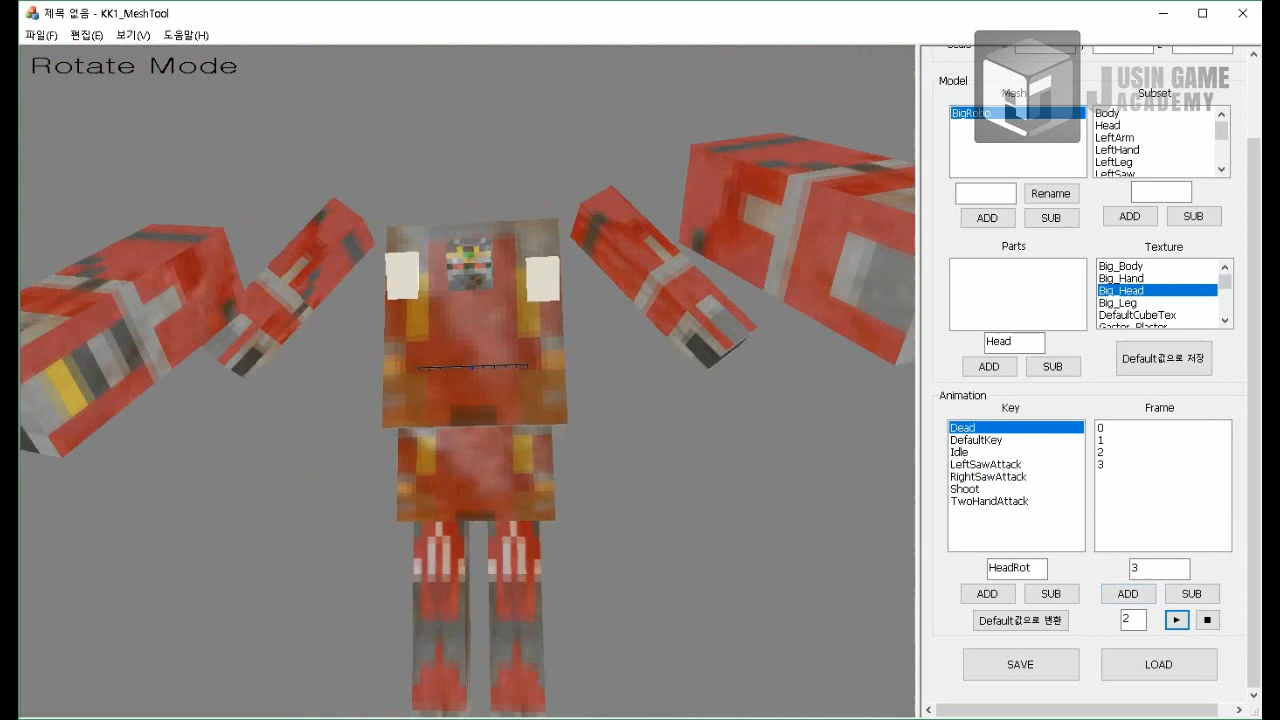 제목 없음 - KK1_MeshTool
파일(F) 편집(E) 보기(V) 도움말(H)
Rotate Mode
JUSIN GAME
ACADEMY
Model
Mesh
Subset
BigRobo
Body
Head
LeftArm
LeftHand
LeftLeg
LeftSaw
Rename
ADD SUB
ADD SUB
Parts
Texture
Big_Body
Big_Hand
Big_Head
Big_Leg
DefaultCubeTex
Gaster_Blaster
Head
ADD SUB
Default값으로 저장
Animation
Key
Frame
Dead
DefaultKey
Idle
LeftSawAttack
RightSawAttack
Shoot
TwoHandAttack
0
1
2
3
HeadRot
3
ADD SUB
ADD SUB
Default값으로 변환
2
SAVE
LOAD